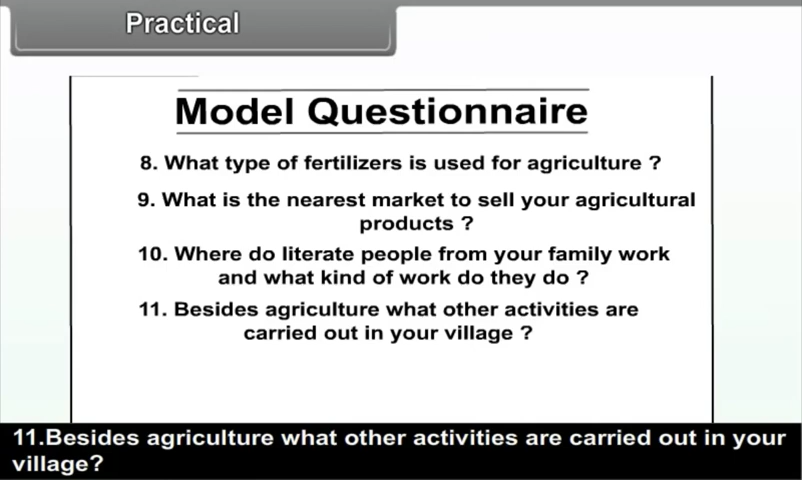 Practical
Model Questionnaire
8. What type of fertilizers is used for agriculture ?
9. What is the nearest market to sell your agricultural
products ?
10. Where do literate people from your family work
and what kind of work do they do ?
11. Besides agriculture what other activities are
carried out in your village ?
11.Besides agriculture what other activities are carried out in your
village?